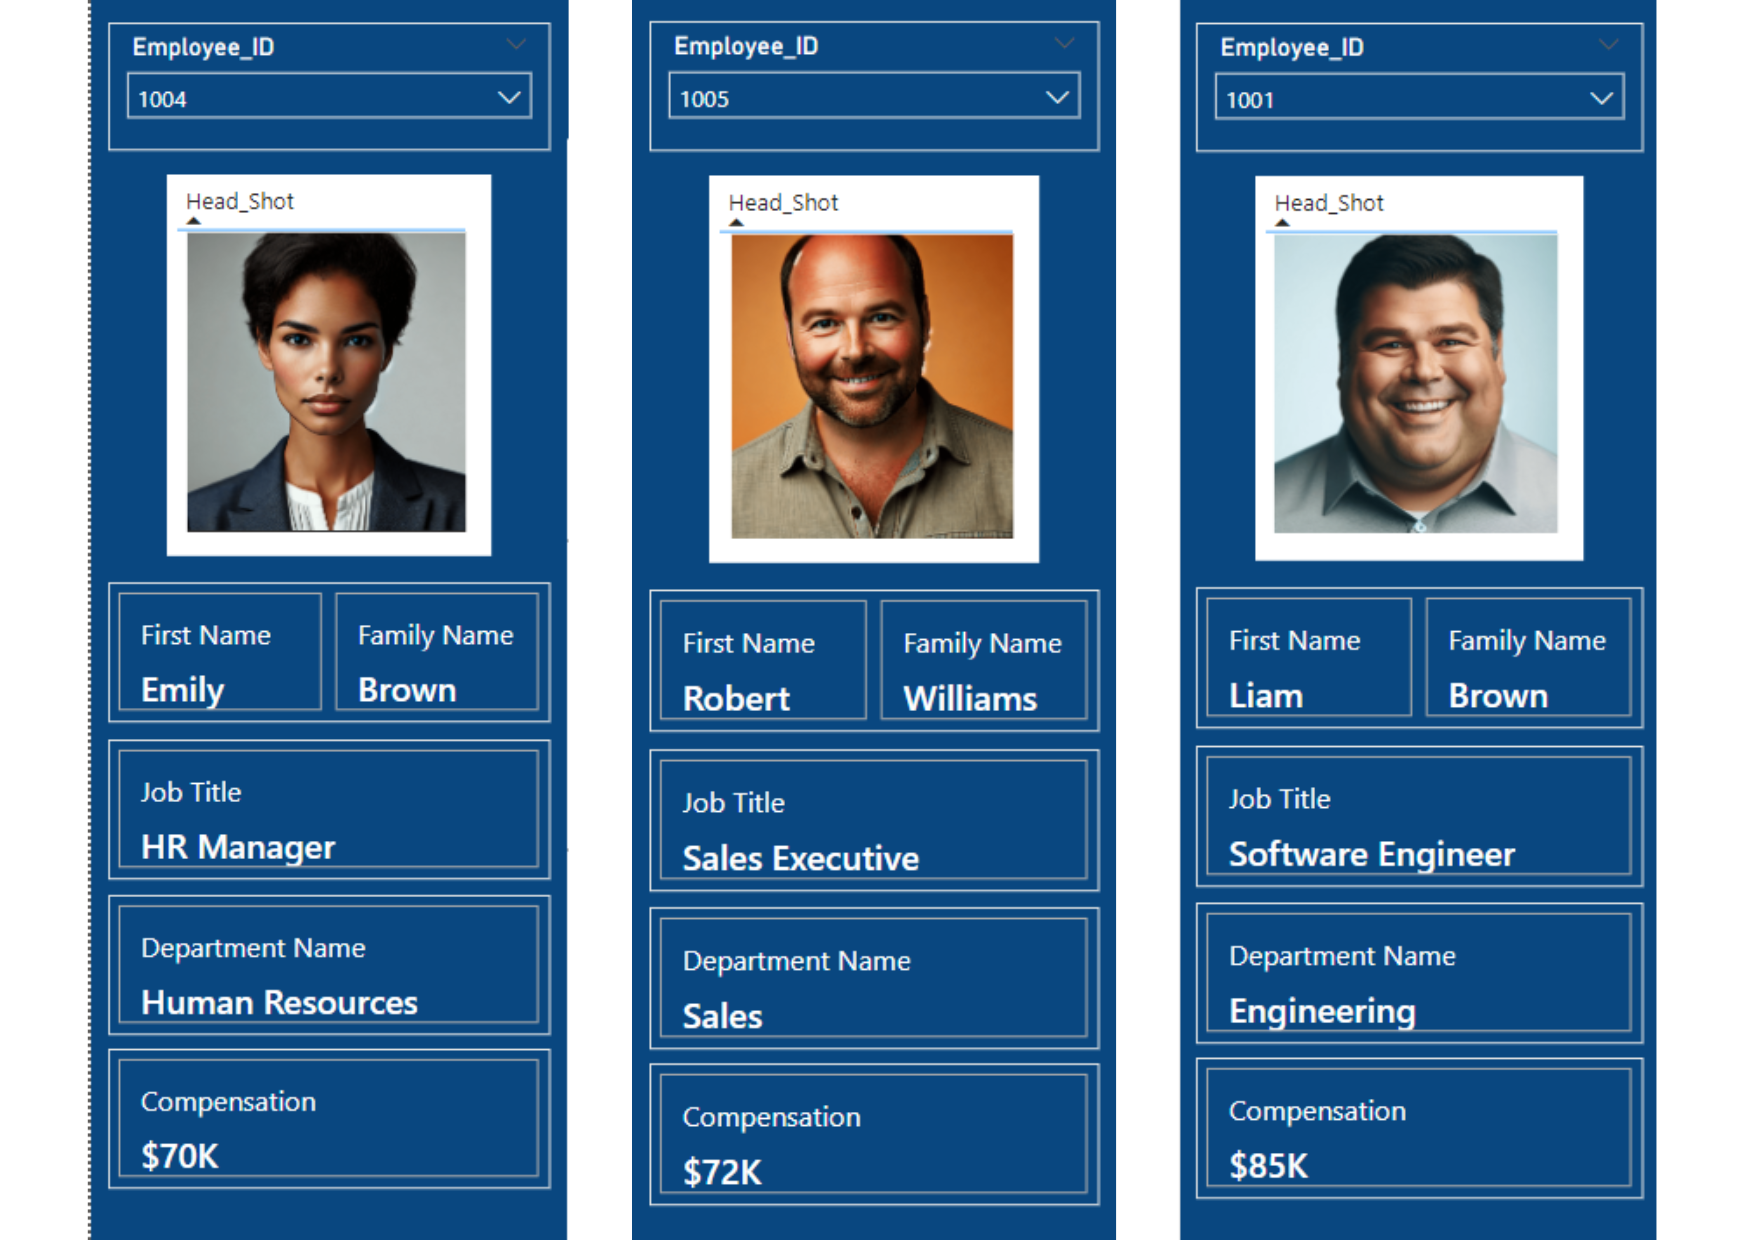 Employee_ID
1004
Head_Shot
First Name
Family Name
Emily
Brown
Job Title
HR Manager
Department Name
Human Resources
Compensation
$70K
Employee_ID
1005
Head_Shot
First Name
Family Name
Robert
Williams
Job Title
Sales Executive
Department Name
Sales
Compensation
$72K
Employee_ID
1001
Head_Shot
First Name
Family Name
Liam
Brown
Job Title
Software Engineer
Department Name
Engineering
Compensation
$85K